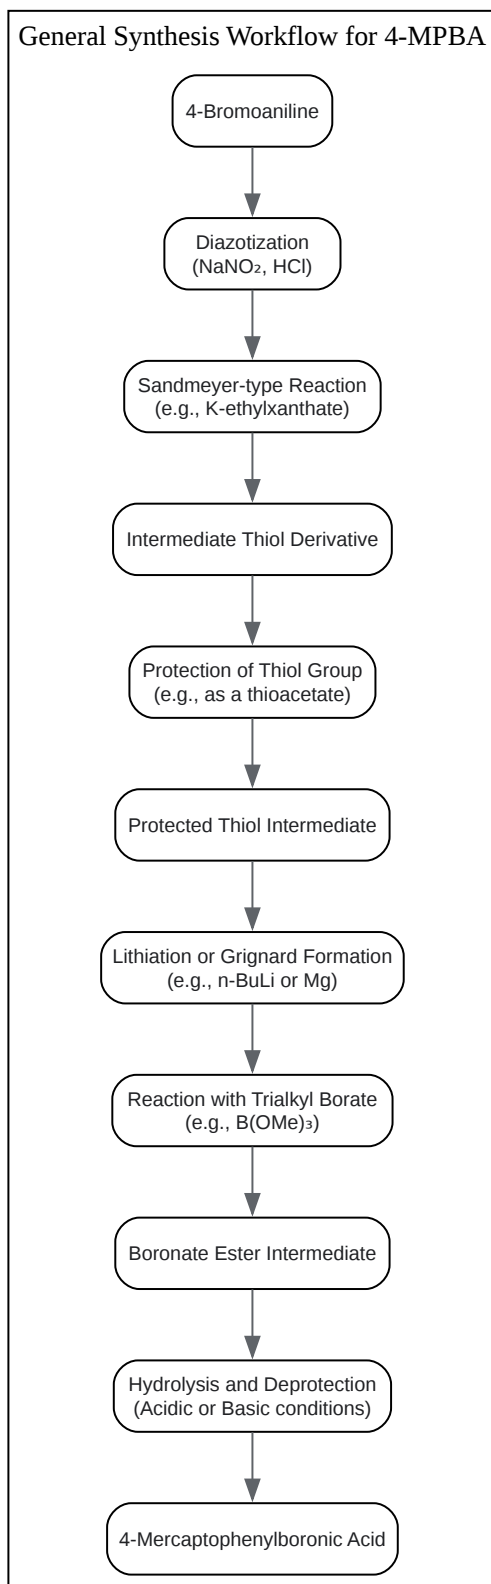 General Synthesis Workflow for 4-MPBA
4-Bromoaniline
Diazotization
(NaNO₂, HCl)
Sandmeyer-type Reaction
(e.g., K-ethylxanthate)
Intermediate Thiol Derivative
Protection of Thiol Group
(e.g., as a thioacetate)
Protected Thiol Intermediate
Lithiation or Grignard Formation
(e.g., n-BuLi or Mg)
Reaction with Trialkyl Borate
(e.g., B(OMe)₃)
Boronate Ester Intermediate
Hydrolysis and Deprotection
(Acidic or Basic conditions)
4-Mercaptophenylboronic Acid